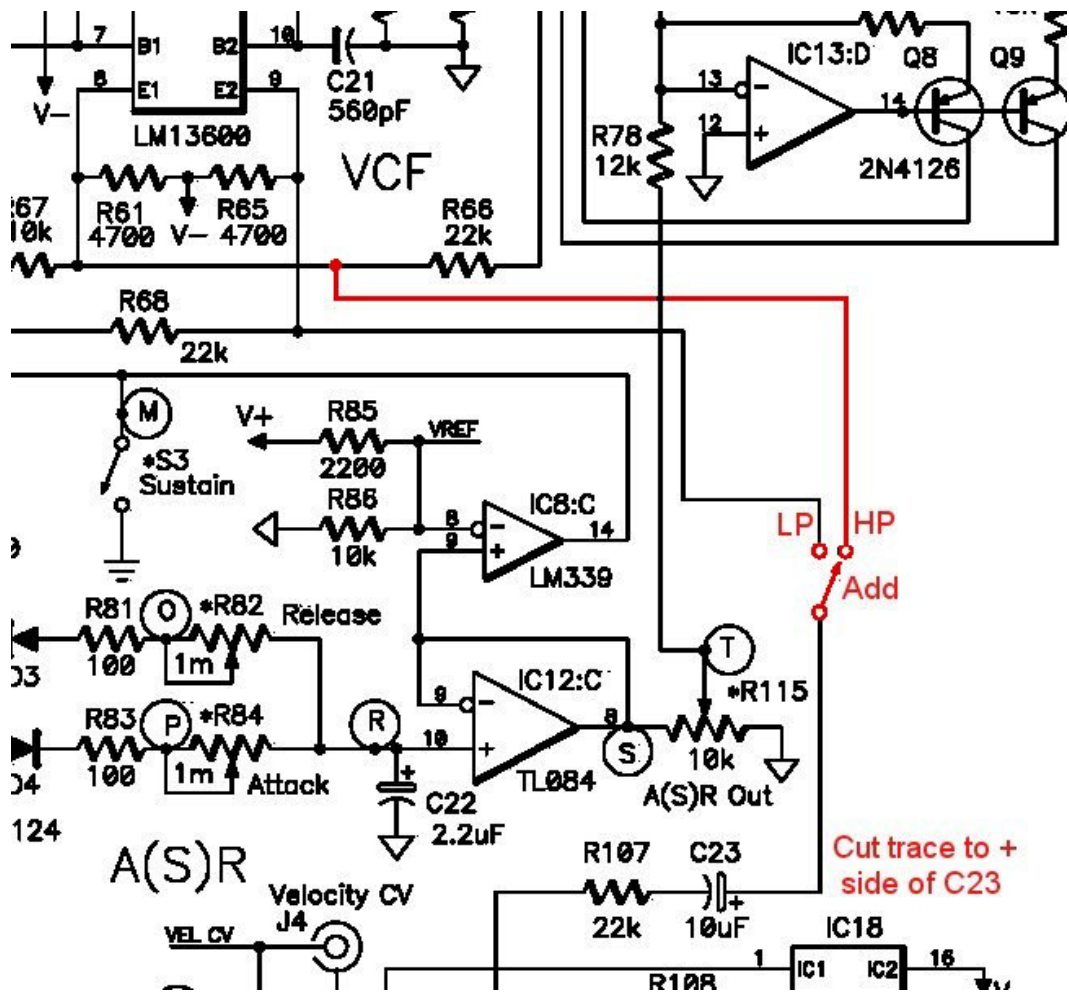 7
B1
B2
10
8
E1
E2
9
C21
560pF
V-
LM13600
VCF
IC13:D
Q8
Q9
13
-
12
+
14
R78
12k
2N4126
R61
4700
V-
R65
4700
R66
22k
10k
R68
22k
M
*S3
Sustain
V+
R85
2200
VREF
R86
10k
IC8:C
8
-
9
+
14
LM339
LP
HP
Add
R81
100
O
*R82
1m
Release
R83
100
P
*R84
1m
Attack
R
IC12:C
9
-
10
+
8
TL084
S
T
*R115
10k
A(S)R Out
+
C22
2.2uF
A(S)R
R107
22k
C23
+
10uF
Cut trace to +
side of C23
Velocity CV
J4
VEL CV
IC18
1
IC1
IC2
16
R108